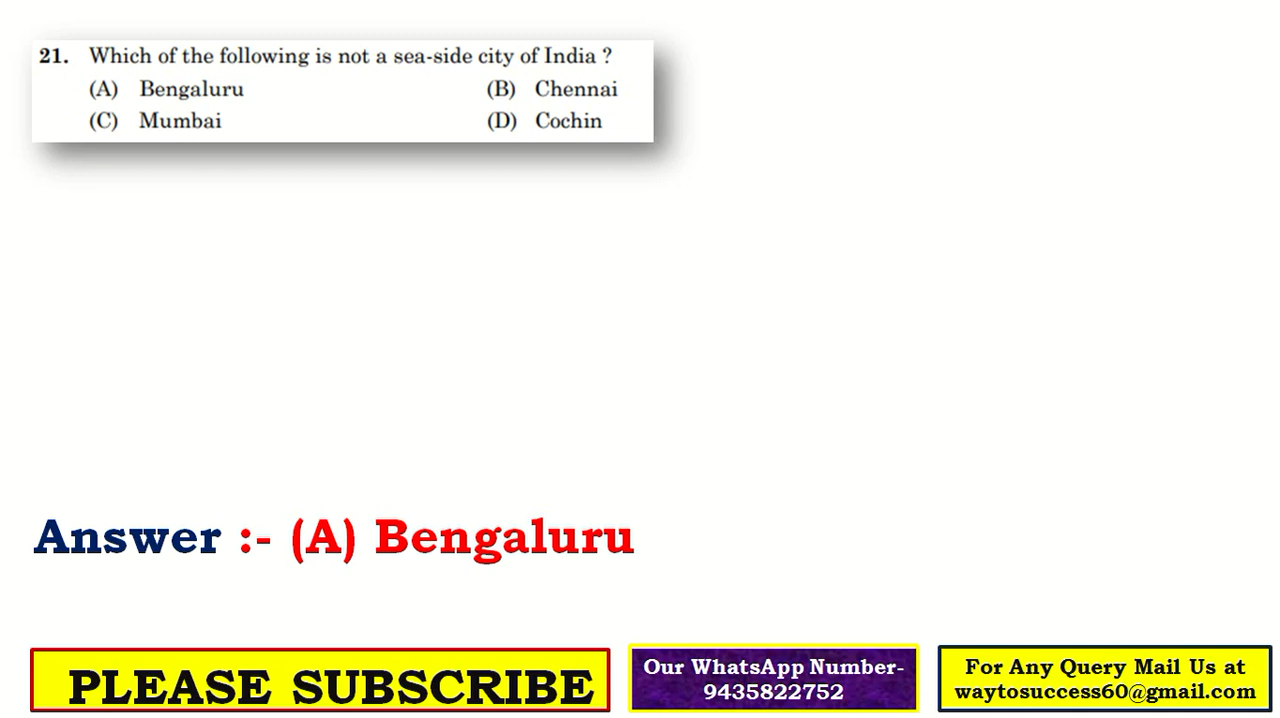 21. Which of the following is not a sea-side city of India ?
(A) Bengaluru (B) Chennai
(C) Mumbai (D) Cochin
Answer :- (A) Bengaluru
PLEASE SUBSCRIBE
Our WhatsApp Number-
9435822752
For Any Query Mail Us at
waytosuccess60@gmail.com